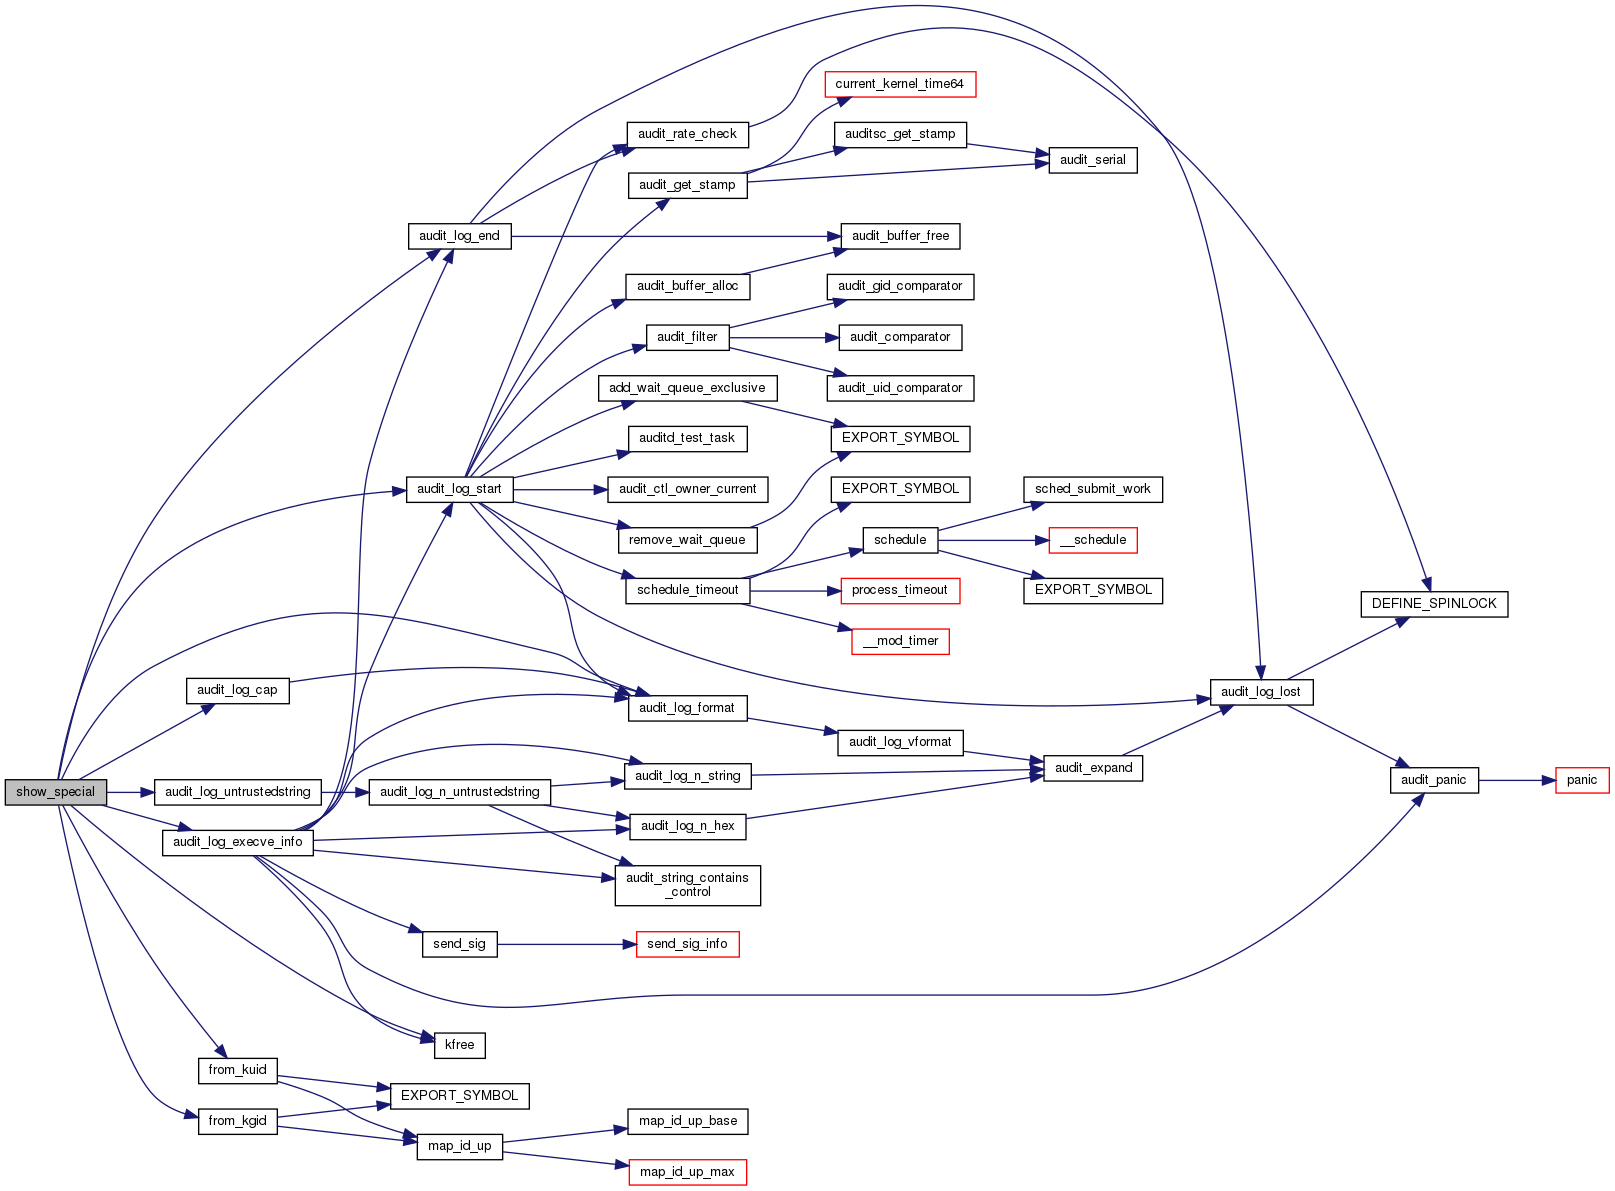 current_kernel_time64
audit_rate_check
auditsc_get_stamp
audit_serial
audit_get_stamp
audit_log_end
audit_buffer_free
audit_buffer_alloc
audit_gid_comparator
audit_filter
audit_comparator
add_wait_queue_exclusive
audit_uid_comparator
auditd_test_task
EXPORT_SYMBOL
audit_log_start
audit_ctl_owner_current
EXPORT_SYMBOL
sched_submit_work
remove_wait_queue
schedule
__schedule
schedule_timeout
process_timeout
EXPORT_SYMBOL
DEFINE_SPINLOCK
__mod_timer
audit_log_cap
audit_log_lost
audit_log_format
audit_log_vformat
audit_expand
audit_log_n_string
audit_panic
panic
show_special
audit_log_untrustedstring
audit_log_n_untrustedstring
audit_log_n_hex
audit_log_execve_info
audit_string_contains
_control
send_sig
send_sig_info
kfree
from_kuid
EXPORT_SYMBOL
from_kgid
map_id_up_base
map_id_up
map_id_up_max